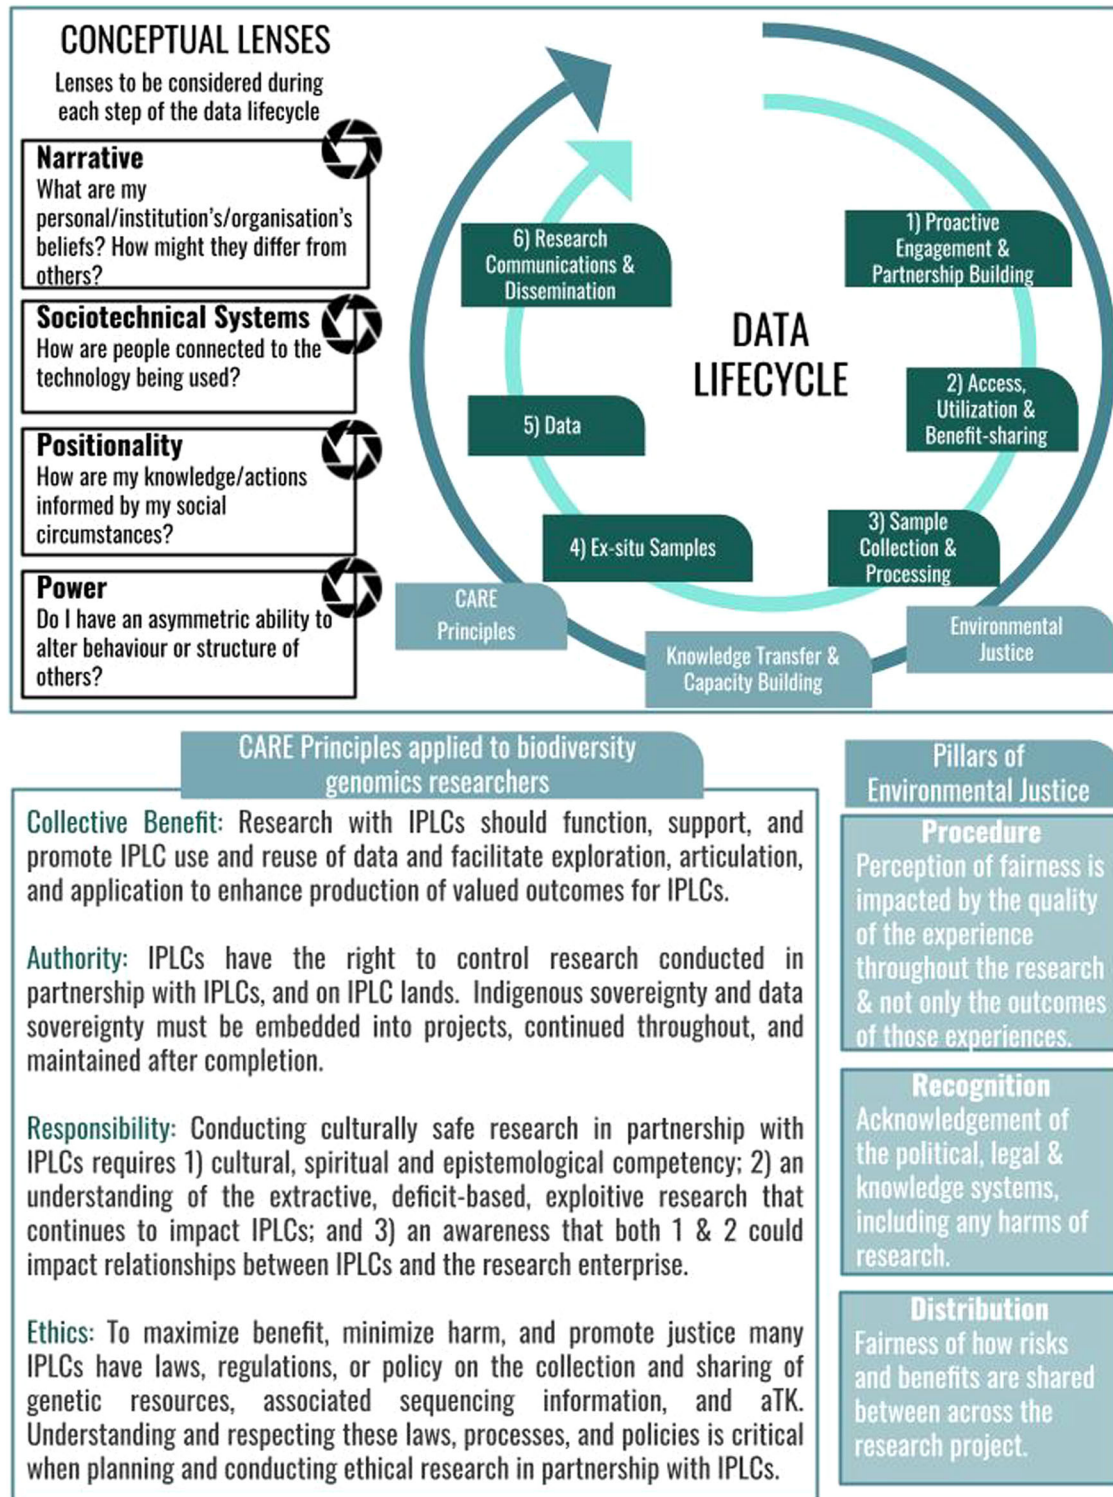 CONCEPTUAL LENSES
Lenses to be considered during
each step of the data lifecycle
Narrative
What are my
personal/institution's/organisation's
beliefs? How might they differ from
others?
Sociotechnical Systems
How are people connected to the
technology being used?
Positionality
How are my knowledge/actions
informed by my social
circumstances?
Power
Do I have an asymmetric ability to
alter behaviour or structure of
others?
DATA
LIFECYCLE
1) Proactive
Engagement &
Partnership Building
2) Access,
Utilization &
Benefit-sharing
3) Sample
Collection &
Processing
4) Ex-situ Samples
5) Data
6) Research
Communications &
Dissemination
CARE
Principles
Knowledge Transfer &
Capacity Building
Environmental
Justice
CARE Principles applied to biodiversity
genomics researchers
Collective Benefit: Research with IPLCs should function, support, and
promote IPLC use and reuse of data and facilitate exploration, articulation,
and application to enhance production of valued outcomes for IPLCs.
Authority: IPLCs have the right to control research conducted in
partnership with IPLCs, and on IPLC lands. Indigenous sovereignty and data
sovereignty must be embedded into projects, continued throughout, and
maintained after completion.
Responsibility: Conducting culturally safe research in partnership with
IPLCs requires 1) cultural, spiritual and epistemological competency; 2) an
understanding of the extractive, deficit-based, exploitive research that
continues to impact IPLCs; and 3) an awareness that both 1 & 2 could
impact relationships between IPLCs and the research enterprise.
Ethics: To maximize benefit, minimize harm, and promote justice many
IPLCs have laws, regulations, or policy on the collection and sharing of
genetic resources, associated sequencing information, and aTK.
Understanding and respecting these laws, processes, and policies is critical
when planning and conducting ethical research in partnership with IPLCs.
Pillars of
Environmental Justice
Procedure
Perception of fairness is
impacted by the quality
of the experience
throughout the research
& not only the outcomes
of those experiences.
Recognition
Acknowledgement of
the political, legal &
knowledge systems,
including any harms of
research.
Distribution
Fairness of how risks
and benefits are shared
between across the
research project.